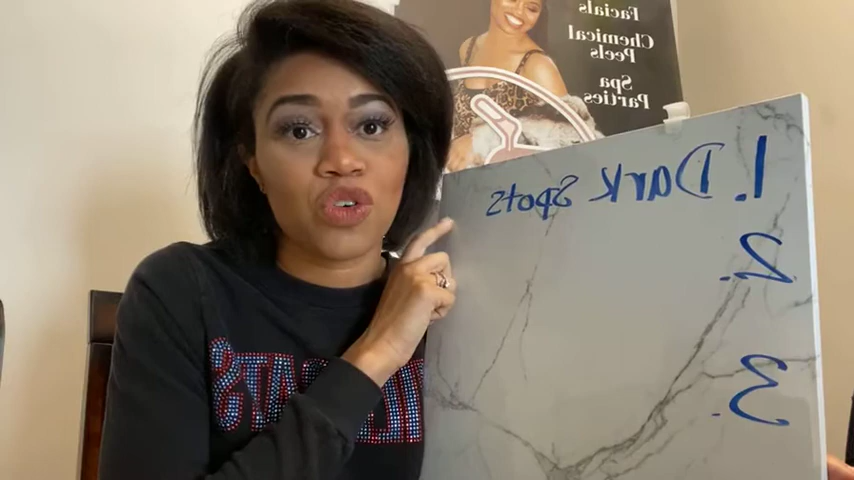 Facials
Chemical
Peels
Spa
Parties
1. Dark Spots
2.
3.